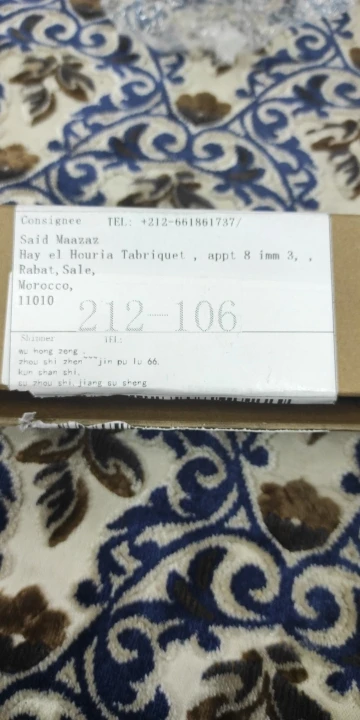 Consignee TEL: +212-661861737/
Said Maazaz
Hay el Houria Tabriquet , appt 8 imm 3, ,
Rabat,Sale,
Morocco,
11010
212-106
Shipper TEL:
wu hong zeng
zhou shi zhen~~~jin pu lu 66.
kun shan shi,
su zhou shi,jiang su sheng